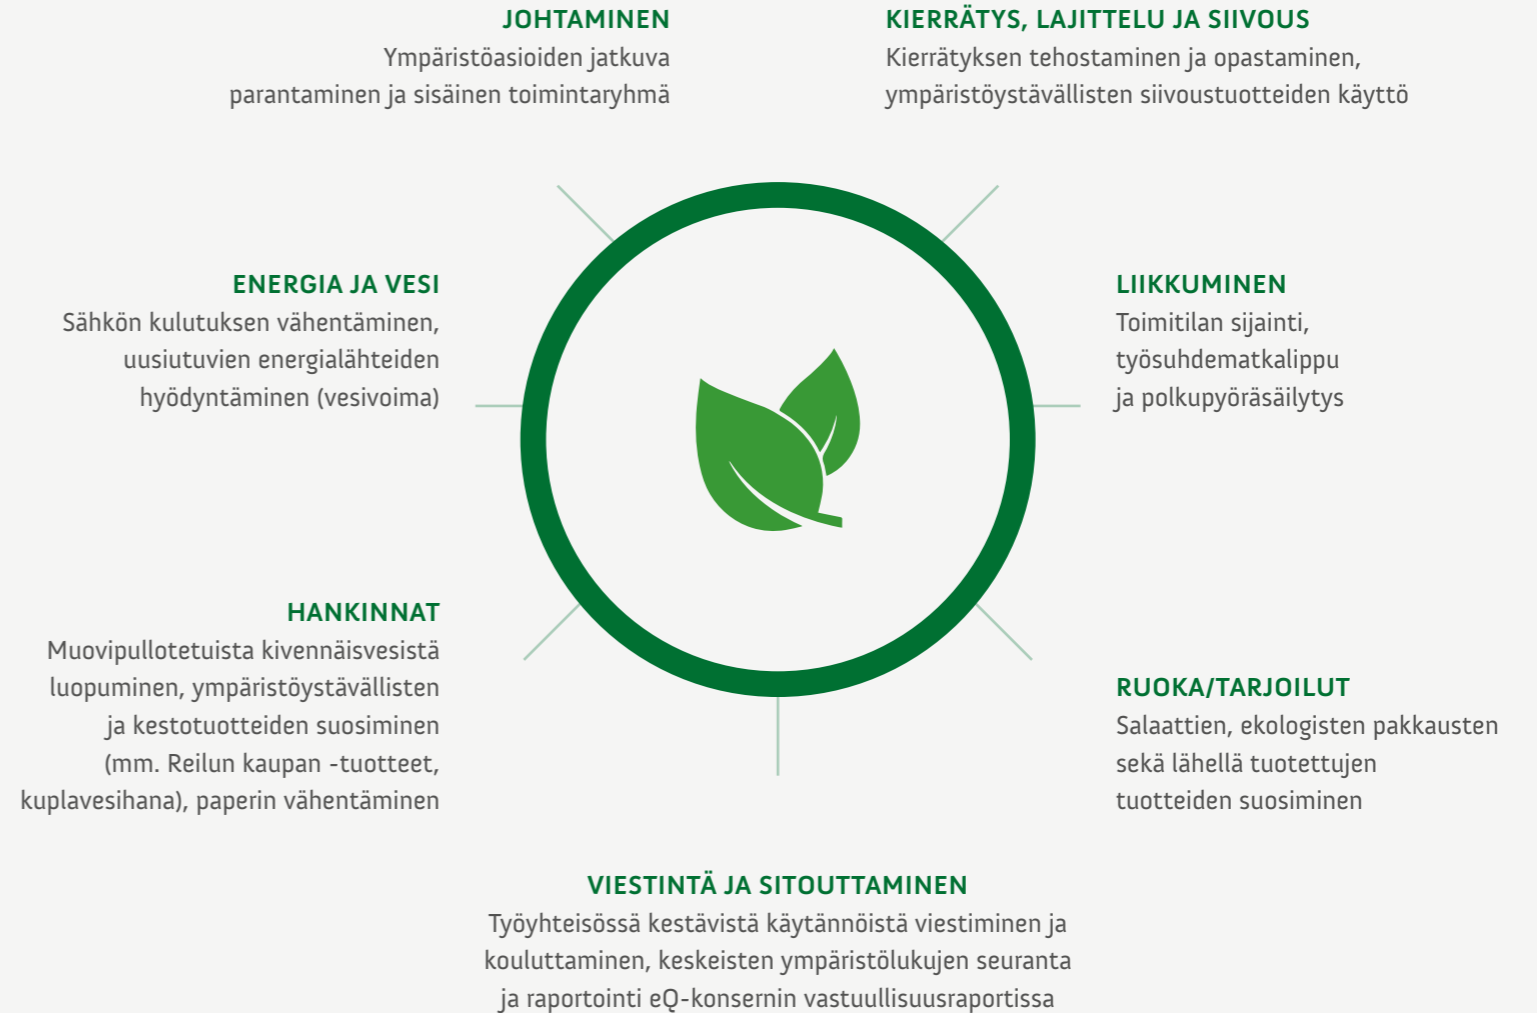 JOHTAMINEN
Ympäristöasioiden jatkuva
parantaminen ja sisäinen toimintaryhmä
KIERRÄTYS, LAJITTELU JA SIIVOUS
Kierrätyksen tehostaminen ja opastaminen,
ympäristöystävällisten siivoustuotteiden käyttö
ENERGIA JA VESI
Sähkön kulutuksen vähentäminen,
uusiutuvien energialähteiden
hyödyntäminen (vesivoima)
LIIKKUMINEN
Toimitilan sijainti,
työsuhdematkalippu
ja polkupyöräsäilytys
HANKINNAT
Muovipullotetuista kivennäisvesistä
luopuminen, ympäristöystävällisten
ja kestotuotteiden suosiminen
(mm. Reilun kaupan -tuotteet,
kuplavesihana), paperin vähentäminen
RUOKA/TARJOILUT
Salaattien, ekologisten pakkausten
sekä lähellä tuotettujen
tuotteiden suosiminen
VIESTINTÄ JA SITOUTTAMINEN
Työyhteisössä kestävistä käytännöistä viestiminen ja
kouluttaminen, keskeisten ympäristölukujen seuranta
ja raportointi eQ-konsernin vastuullisuusraportissa